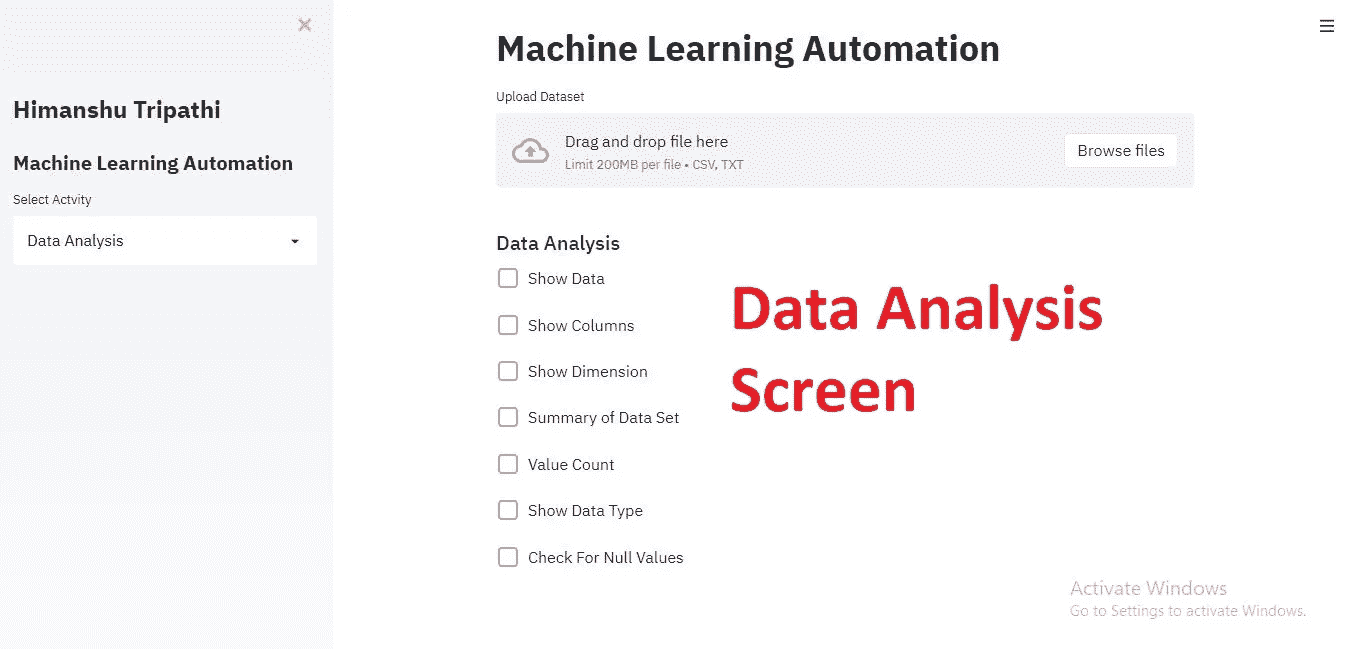 Himanshu Tripathi
Machine Learning Automation
Select Actvity
Data Analysis
Machine Learning Automation
Upload Dataset
Drag and drop file here
Limit 200MB per file • CSV, TXT
Browse files
Data Analysis
Show Data
Show Columns
Show Dimension
Summary of Data Set
Value Count
Show Data Type
Check For Null Values
Data Analysis
Screen
Activate Windows
Go to Settings to activate Windows.